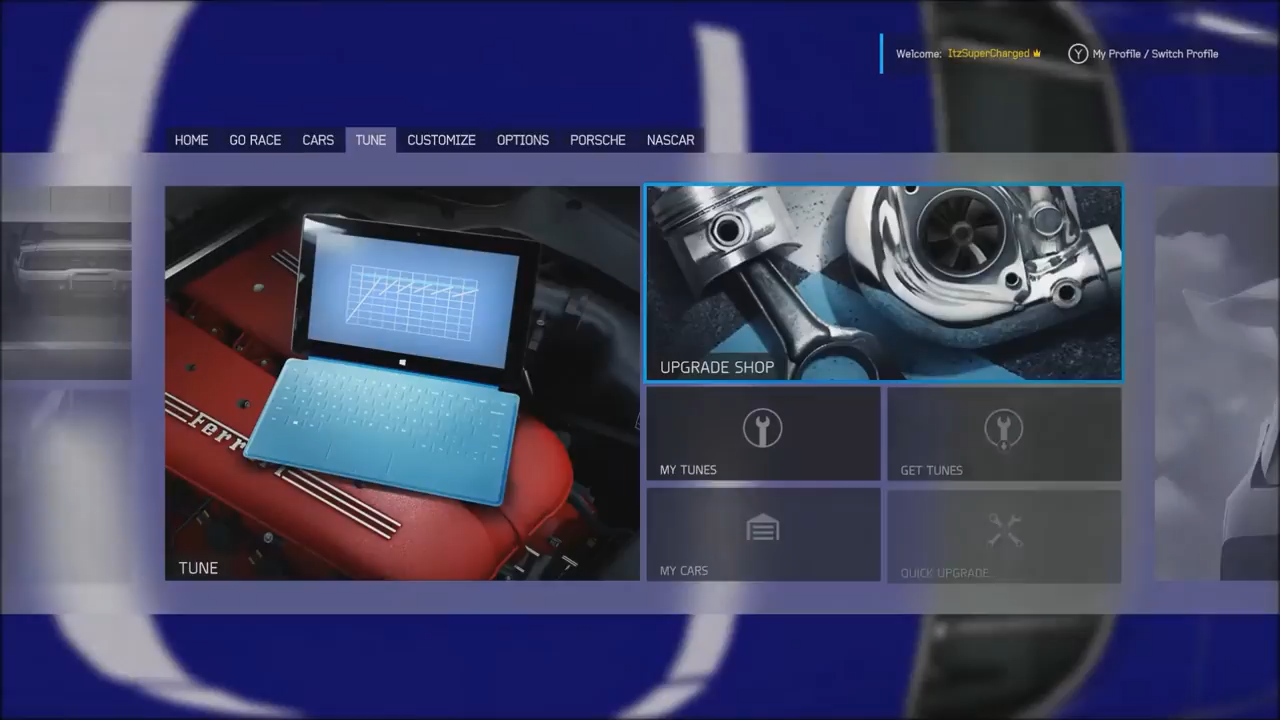 Welcome: ItzSuperCharged
Y My Profile / Switch Profile
HOME GO RACE CARS TUNE CUSTOMIZE OPTIONS PORSCHE NASCAR
UPGRADE SHOP
Ferr
MY TUNES
GET TUNES
TUNE
MY CARS
QUICK UPGRADE